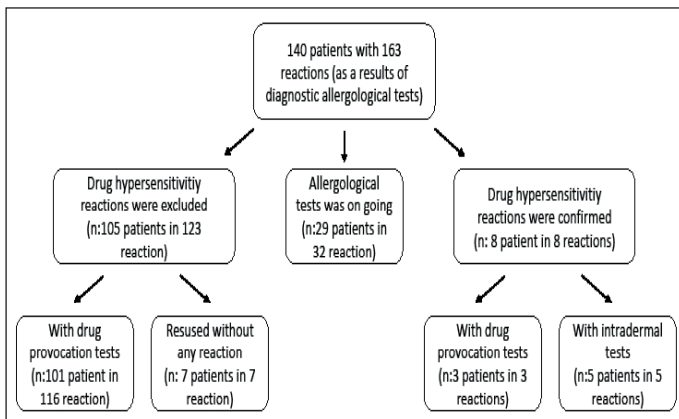 140 patients with 163
reactions (as a results of
diagnostic allergological tests)
Drug hypersensitivitiy
reactions were excluded
(n:105 patients in 123
reaction)
Allergological
tests was on going
(n:29 patients in
32 reaction)
Drug hypersensitivitiy
reactions were confirmed
(n: 8 patient in 8 reactions)
With drug
provocation tests
(n:101 patient in
116 reaction)
Resused without
any reaction
(n: 7 patients in 7
reaction)
With drug
provocation tests
(n:3 patients in 3
reactions)
With intradermal
tests
(n:5 patients in 5
reactions)